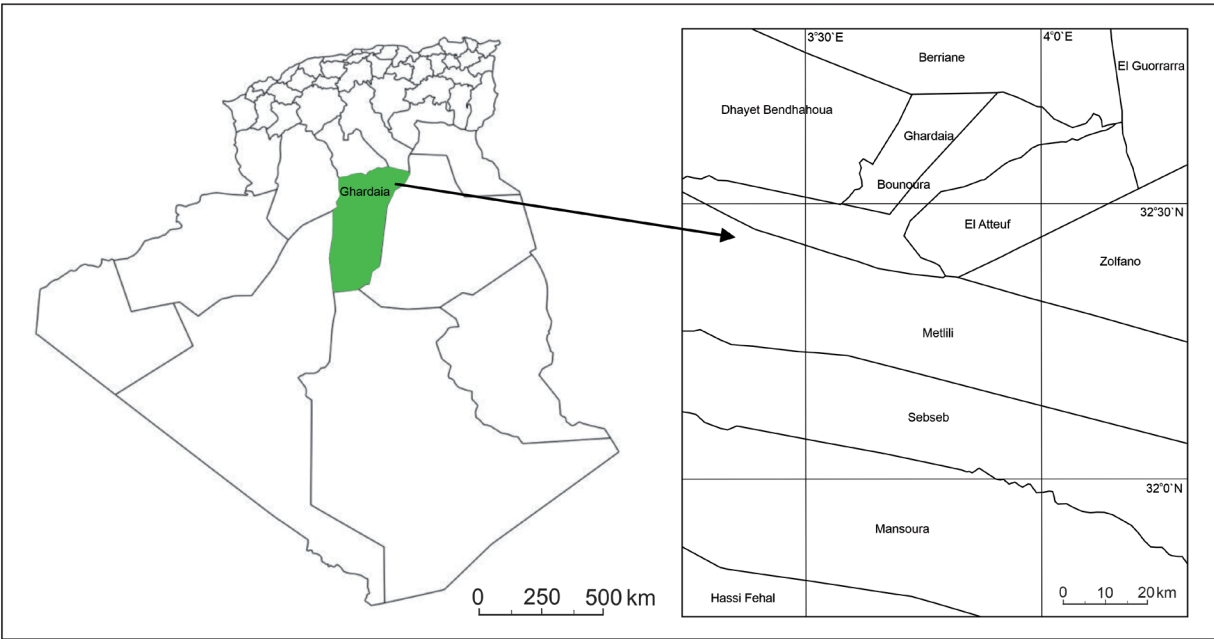 Ghardaia
0 250 500 km
3°30`E
4°0`E
Berriane
El Guorrarra
Dhayet Bendhahoua
Ghardaia
Bounoura
32°30`N
El Atteuf
Zolfano
Metlili
Sebseb
32°0`N
Mansoura
Hassi Fehal
0 10 20 km